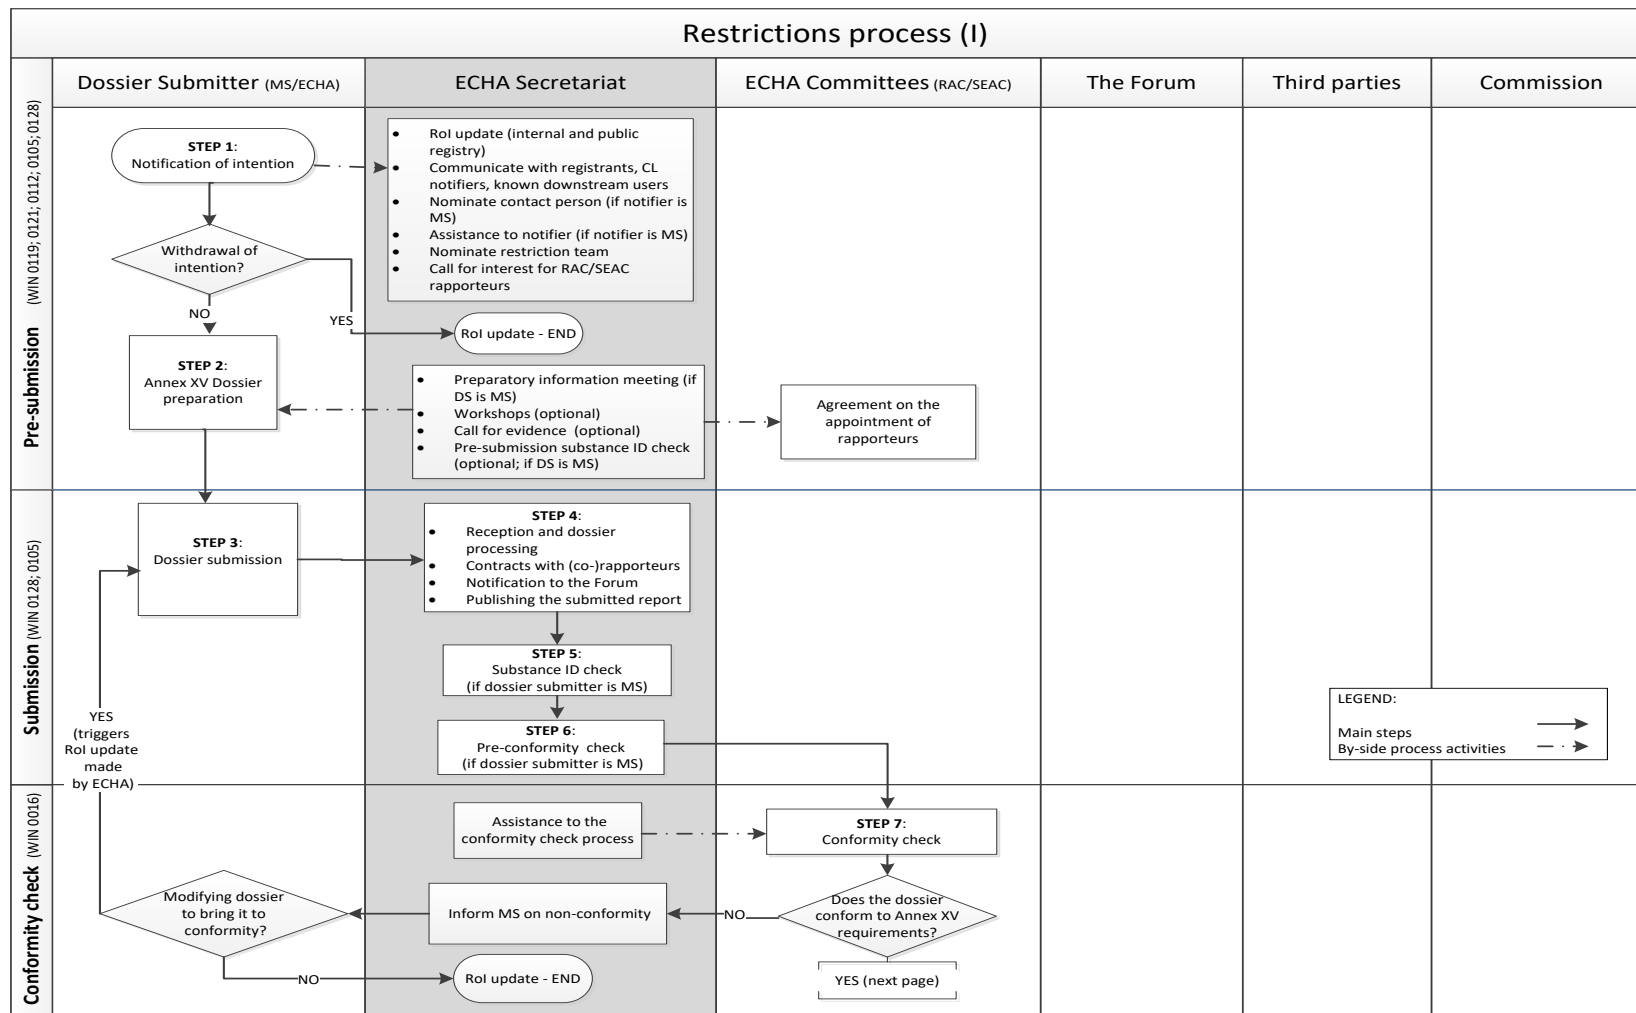 Restrictions process (I)
Dossier Submitter (MS/ECHA)
ECHA Secretariat
ECHA Committees (RAC/SEAC)
The Forum
Third parties
Commission
Pre-submission (WIN 0119; 0121; 0112; 0105; 0128)
STEP 1:
Notification of intention
• RoI update (internal and public
registry)
• Communicate with registrants, CL
notifiers, known downstream users
• Nominate contact person (if notifier is
MS)
• Assistance to notifier (if notifier is MS)
• Nominate restriction team
• Call for interest for RAC/SEAC
rapporteurs
Withdrawal of
intention?
NO
YES
RoI update - END
STEP 2:
Annex XV Dossier
preparation
• Preparatory information meeting (if
DS is MS)
• Workshops (optional)
• Call for evidence (optional)
• Pre-submission substance ID check
(optional; if DS is MS)
Agreement on the
appointment of
rapporteurs
Submission (WIN 0128; 0105)
STEP 3:
Dossier submission
STEP 4:
• Reception and dossier
processing
• Contracts with (co-)rapporteurs
• Notification to the Forum
• Publishing the submitted report
STEP 5:
Substance ID check
(if dossier submitter is MS)
STEP 6:
Pre-conformity check
(if dossier submitter is MS)
LEGEND:
Main steps
By-side process activities
YES
(triggers
RoI update
made
by ECHA)
Conformity check (WIN 0016)
Assistance to the
conformity check process
STEP 7:
Conformity check
Modifying dossier
to bring it to
conformity?
Inform MS on non-conformity
NO
Does the dossier
conform to Annex XV
requirements?
NO
RoI update - END
YES (next page)